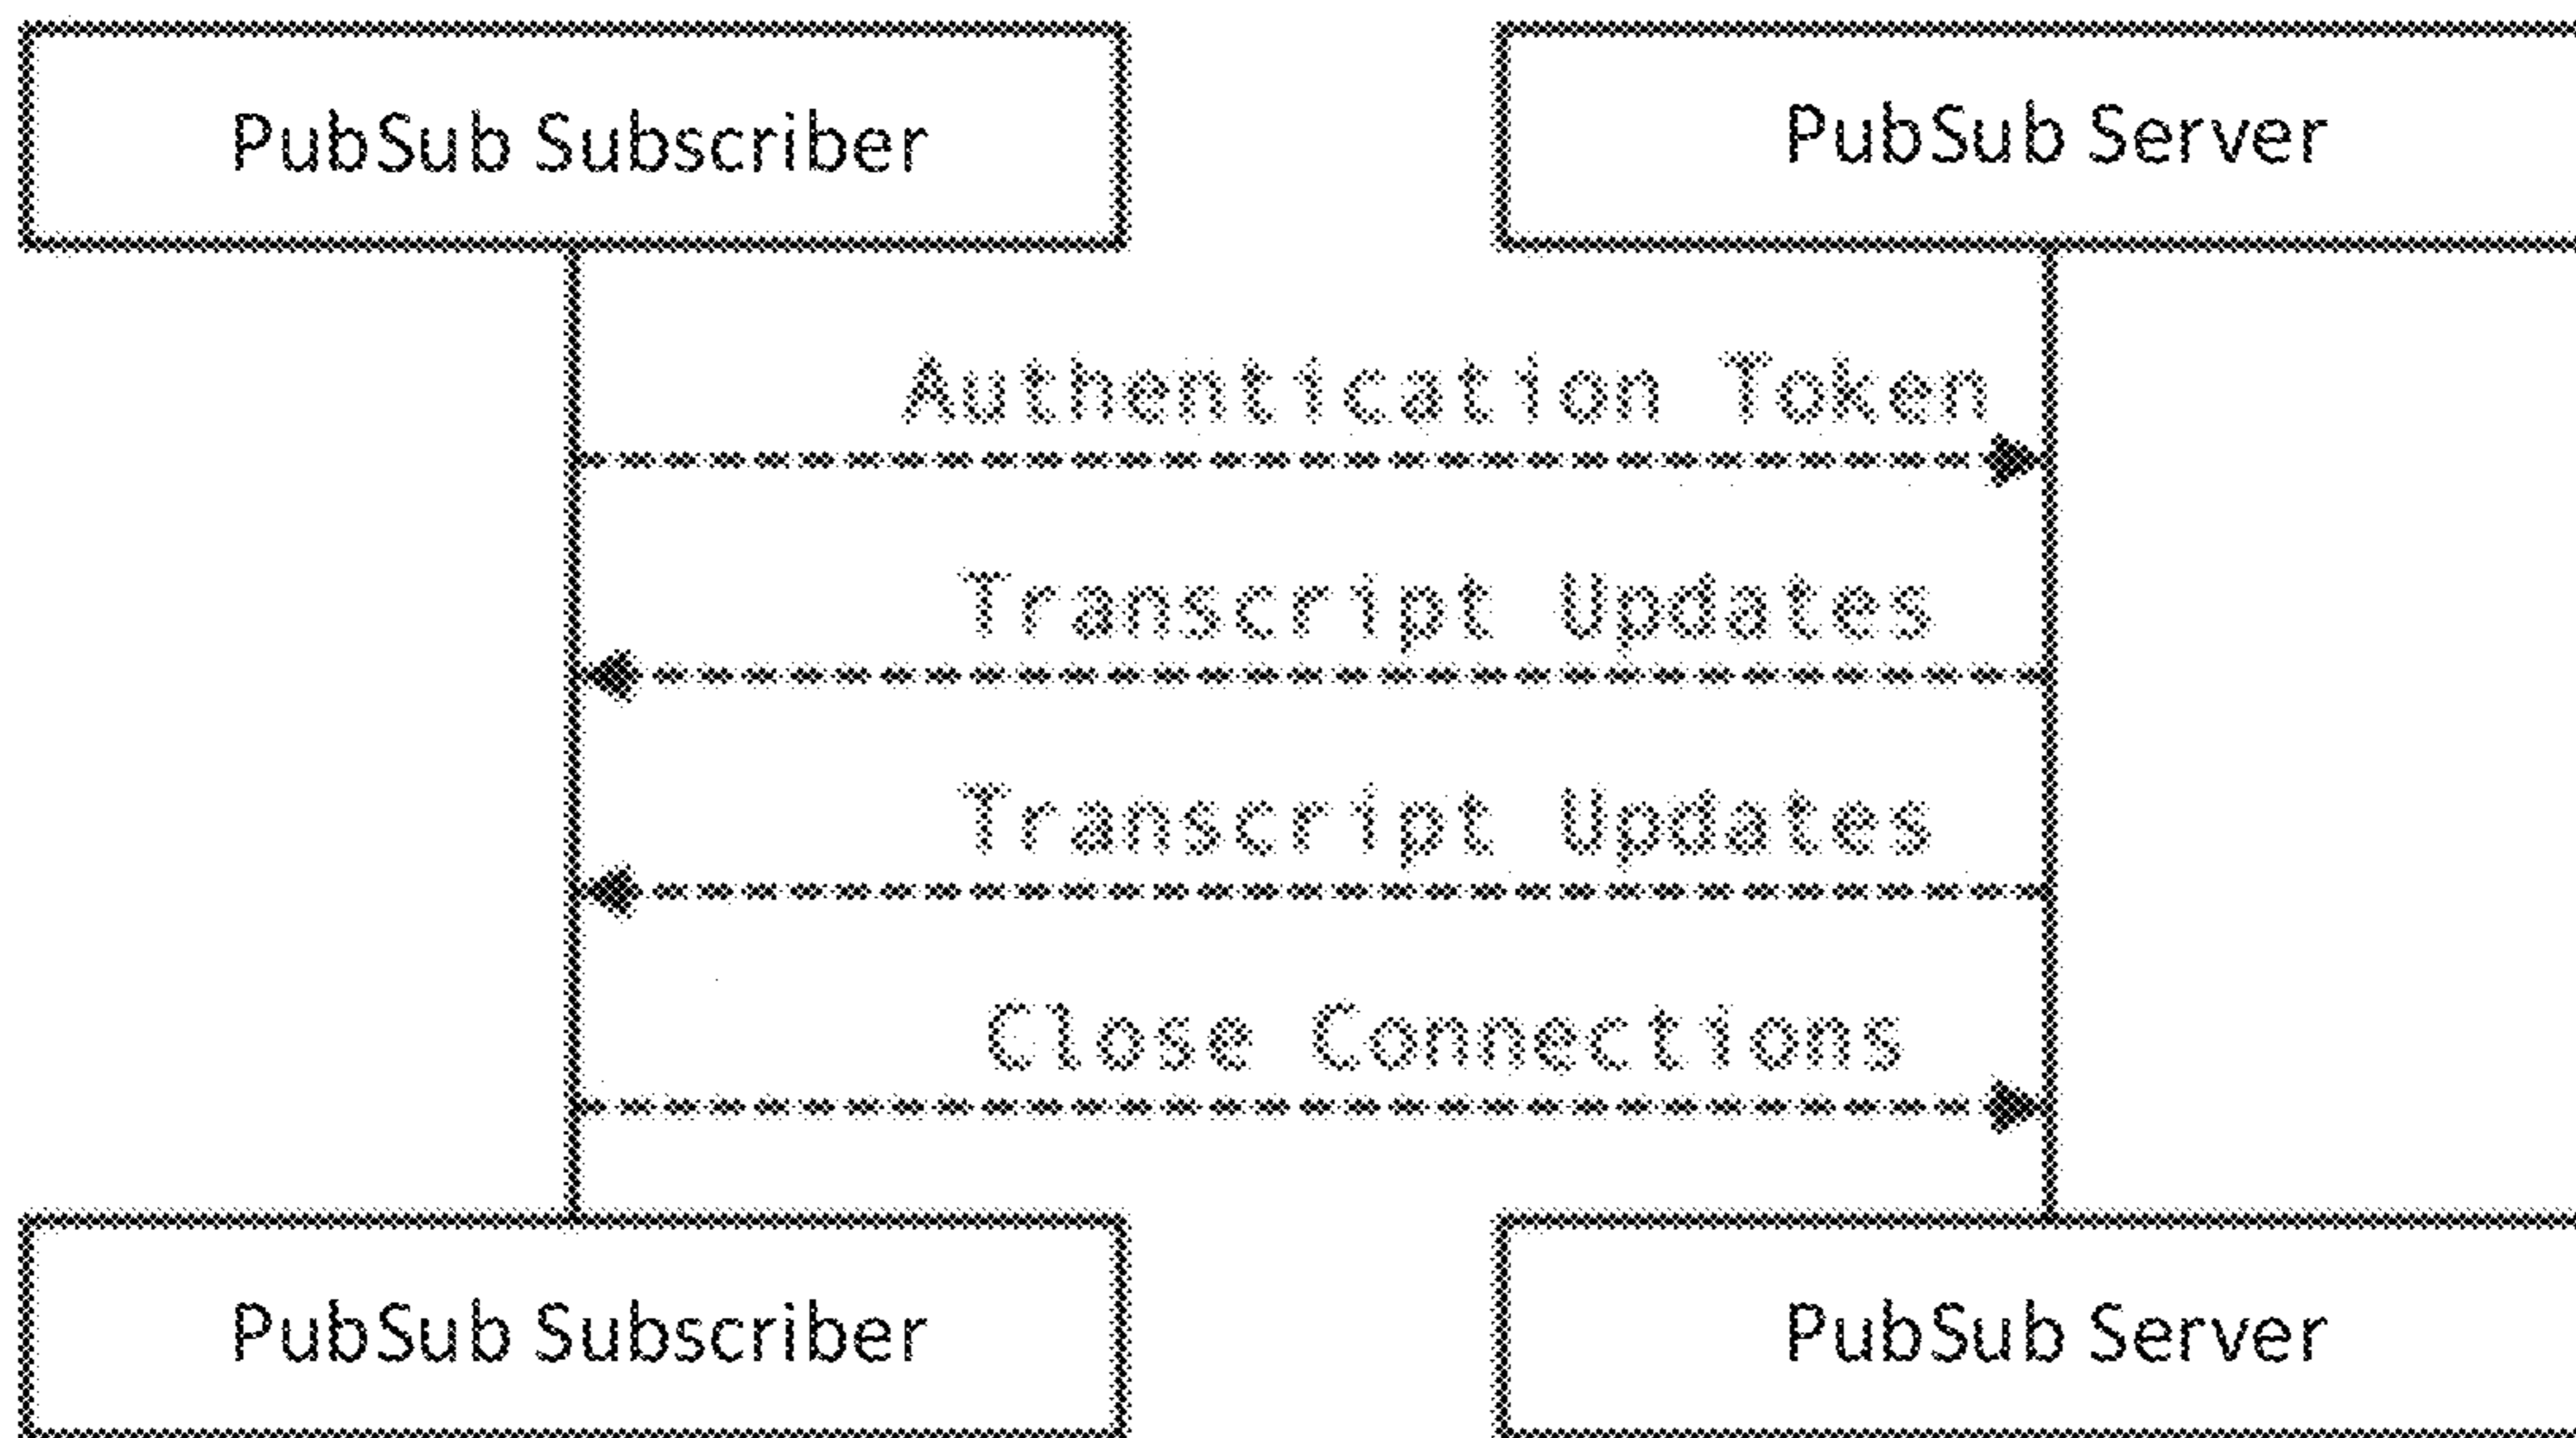 PubSub Subscriber
PubSub Server
Authentication Token
Transcript Updates
Transcript Updates
Close Connections
PubSub Subscriber
PubSub Server